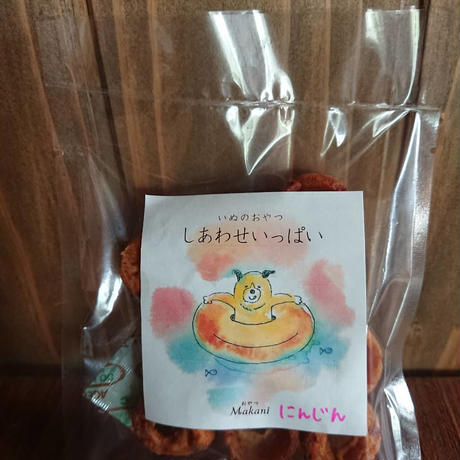 いぬのおやつ
しあわせいっぱい
おやつ
Makani にんじん